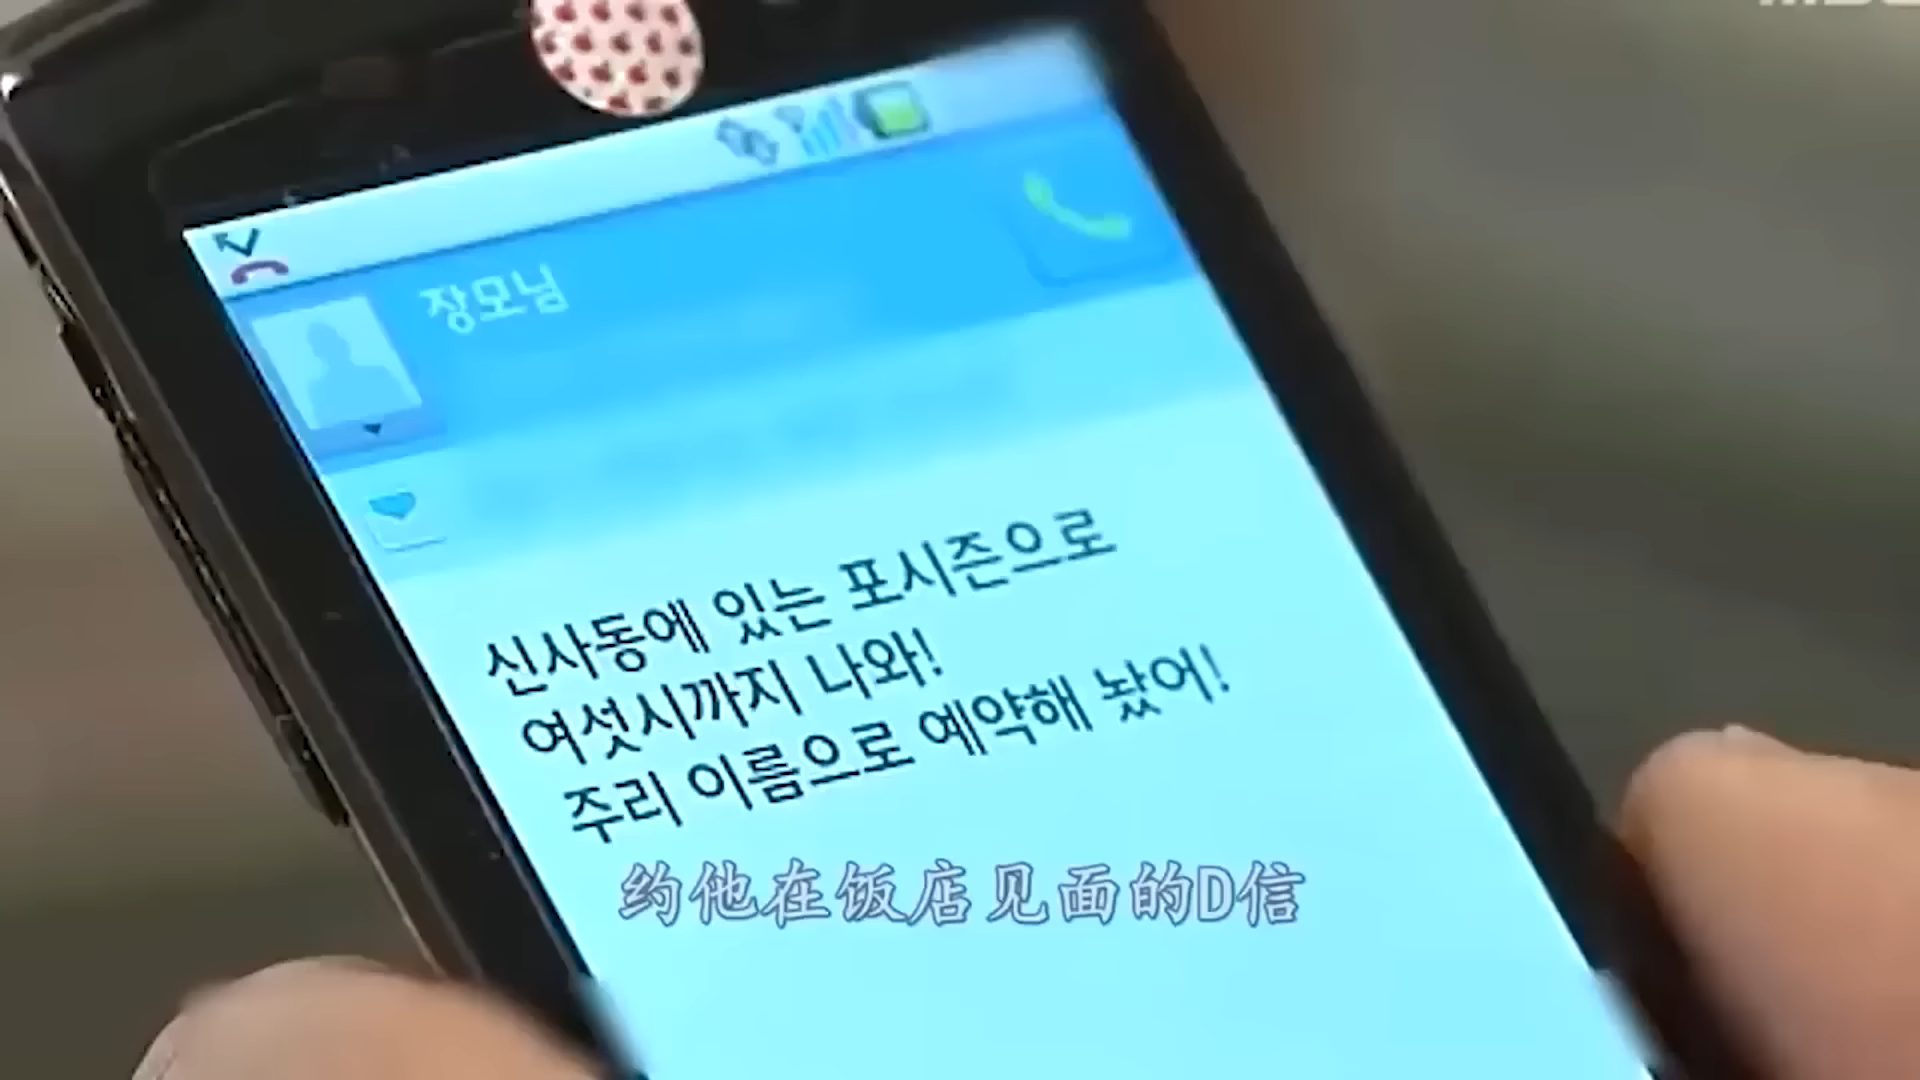 장모님
신사동에 있는 포시즌으로
여섯시까지 나와!
주리 이름으로 예약해 놨어!
约他在饭店见面的D信